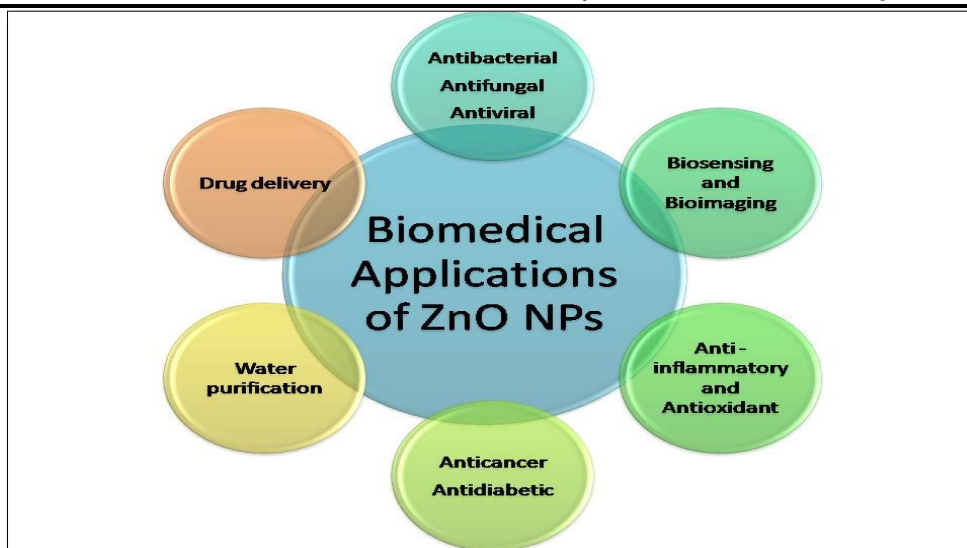 Antibacterial
Antifungal
Antiviral
Biosensing
and
Bioimaging
Drug delivery
Biomedical
Applications
of ZnO NPs
Anti-
inflammatory
and
Antioxidant
Water
purification
Anticancer
Antidiabetic